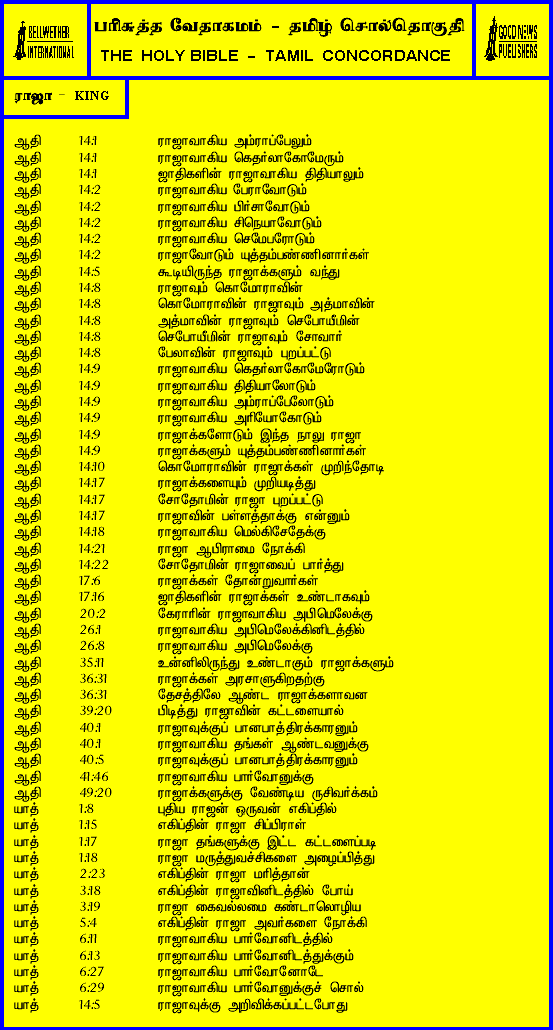 BELLWETHER INTERNATIONAL
பரிசுத்த வேதாகமம் - தமிழ் சொல்தொகுதி
THE HOLY BIBLE - TAMIL CONCORDANCE
GOOD NEWS PUBLISHERS
ராஜா - KING
ஆதி 14:1 ராஜாவாகிய அம்ராப்பேலும்
ஆதி 14:1 ராஜாவாகிய கெதர்லாகோமேரும்
ஆதி 14:1 ஜாதிகளின் ராஜாவாகிய திதியாலும்
ஆதி 14:2 ராஜாவாகிய பேராவோடும்
ஆதி 14:2 ராஜாவாகிய பிர்சாவோடும்
ஆதி 14:2 ராஜாவாகிய சிநெயாவோடும்
ஆதி 14:2 ராஜாவாகிய செமேபரோடும்
ஆதி 14:2 ராஜாவோடும் யுத்தம்பண்ணினார்கள்
ஆதி 14:5 கூடியிருந்த ராஜாக்களும் வந்து
ஆதி 14:8 ராஜாவும் கொமோராவின்
ஆதி 14:8 கொமோராவின் ராஜாவும் அத்மாவின்
ஆதி 14:8 அத்மாவின் ராஜாவும் செபோயீமின்
ஆதி 14:8 செபோயீமின் ராஜாவும் சோவார்
ஆதி 14:8 பேலாவின் ராஜாவும் புறப்பட்டு
ஆதி 14:9 ராஜாவாகிய கெதர்லாகோமேரோடும்
ஆதி 14:9 ராஜாவாகிய திதியாலோடும்
ஆதி 14:9 ராஜாவாகிய அம்ராப்பேலோடும்
ஆதி 14:9 ராஜாவாகிய அரியோகோடும்
ஆதி 14:9 ராஜாக்களோடும் இந்த நாலு ராஜா
ஆதி 14:9 ராஜாக்களும் யுத்தம்பண்ணினார்கள்
ஆதி 14:10 கொமோராவின் ராஜாக்கள் முறிந்தோடி
ஆதி 14:17 ராஜாக்களையும் முறியடித்து
ஆதி 14:17 சோதோமின் ராஜா புறப்பட்டு
ஆதி 14:17 ராஜாவின் பள்ளத்தாக்கு என்னும்
ஆதி 14:18 ராஜாவாகிய மெல்கிசேதேக்கு
ஆதி 14:21 ராஜா ஆபிராமை நோக்கி
ஆதி 14:22 சோதோமின் ராஜாவைப் பார்த்து
ஆதி 17:6 ராஜாக்கள் தோன்றுவார்கள்
ஆதி 17:16 ஜாதிகளின் ராஜாக்கள் உண்டாகவும்
ஆதி 20:2 கேராரின் ராஜாவாகிய அபிமெலேக்கு
ஆதி 26:1 ராஜாவாகிய அபிமெலேக்கினிடத்தில்
ஆதி 26:8 ராஜாவாகிய அபிமெலேக்கு
ஆதி 35:11 உன்னிலிருந்து உண்டாகும் ராஜாக்களும்
ஆதி 36:31 ராஜாக்கள் அரசாளுகிறதற்கு
ஆதி 36:31 தேசத்திலே ஆண்ட ராஜாக்களாவன
ஆதி 39:20 பிடித்து ராஜாவின் கட்டளையால்
ஆதி 40:1 ராஜாவுக்குப் பானபாத்திரக்காரனும்
ஆதி 40:1 ராஜாவாகிய தங்கள் ஆண்டவனுக்கு
ஆதி 40:5 ராஜாவுக்குப் பானபாத்திரக்காரனும்
ஆதி 41:46 ராஜாவாகிய பார்வோனுக்கு
ஆதி 49:20 ராஜாக்களுக்கு வேண்டிய ருசிவர்க்கம்
யாத் 1:8 புதிய ராஜன் ஒருவன் எகிப்தில்
யாத் 1:15 எகிப்தின் ராஜா சிப்பிராள்
யாத் 1:17 ராஜா தங்களுக்கு இட்ட கட்டளைப்படி
யாத் 1:18 ராஜா மருத்துவச்சிகளை அழைப்பித்து
யாத் 2:23 எகிப்தின் ராஜா மரித்தான்
யாத் 3:18 எகிப்தின் ராஜாவினிடத்தில் போய்
யாத் 3:19 ராஜா கைவல்லமை கண்டாலொழிய
யாத் 5:4 எகிப்தின் ராஜா அவர்களை நோக்கி
யாத் 6:11 ராஜாவாகிய பார்வோனிடத்தில்
யாத் 6:13 ராஜாவாகிய பார்வோனிடத்துக்கும்
யாத் 6:27 ராஜாவாகிய பார்வோனோடே
யாத் 6:29 ராஜாவாகிய பார்வோனுக்குச் சொல்
யாத் 14:5 ராஜாவுக்கு அறிவிக்கப்பட்டபோது